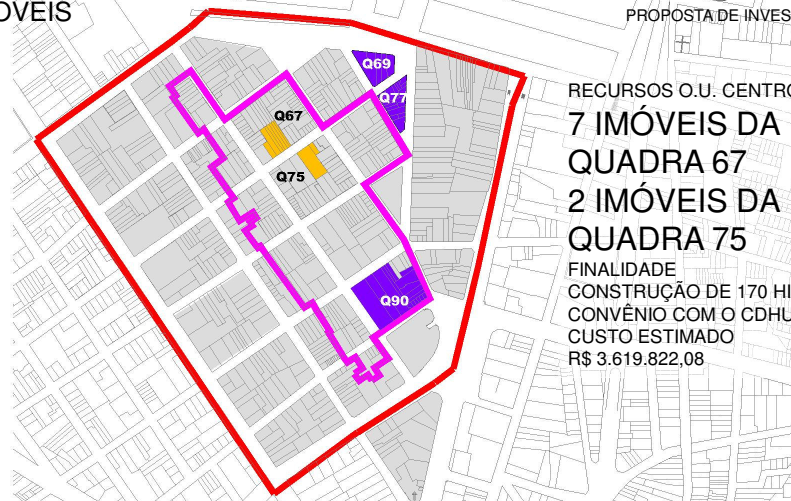 OVEIS
PROPOSTA DE INVES
Q69
Q77
Q67
Q75
Q90
RECURSOS O.U. CENTRO
7 IMÓVEIS DA
QUADRA 67
2 IMÓVEIS DA
QUADRA 75
FINALIDADE
CONSTRUÇÃO DE 170 HI
CONVÊNIO COM O CDHU
CUSTO ESTIMADO
R$ 3.619.822,08